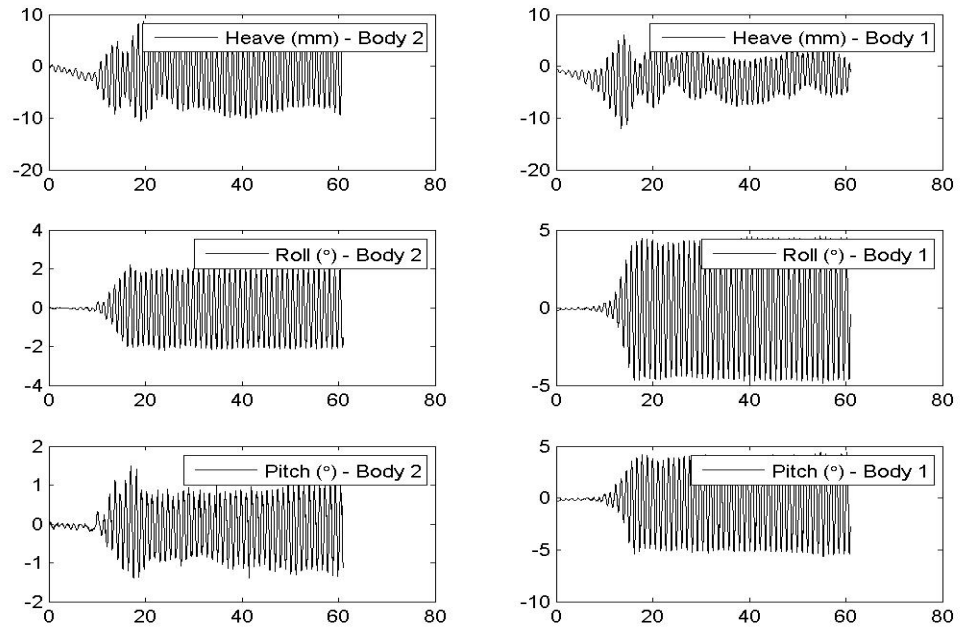 10
0
-10
-20
0 20 40 60 80
Heave (mm) - Body 2
10
0
-10
-20
0 20 40 60 80
Heave (mm) - Body 1
4
2
0
-2
-4
0 20 40 60 80
Roll (°) - Body 2
5
0
-5
0 20 40 60 80
Roll (°) - Body 1
2
1
0
-1
-2
0 20 40 60 80
Pitch (°) - Body 2
5
0
-5
-10
0 20 40 60 80
Pitch (°) - Body 1